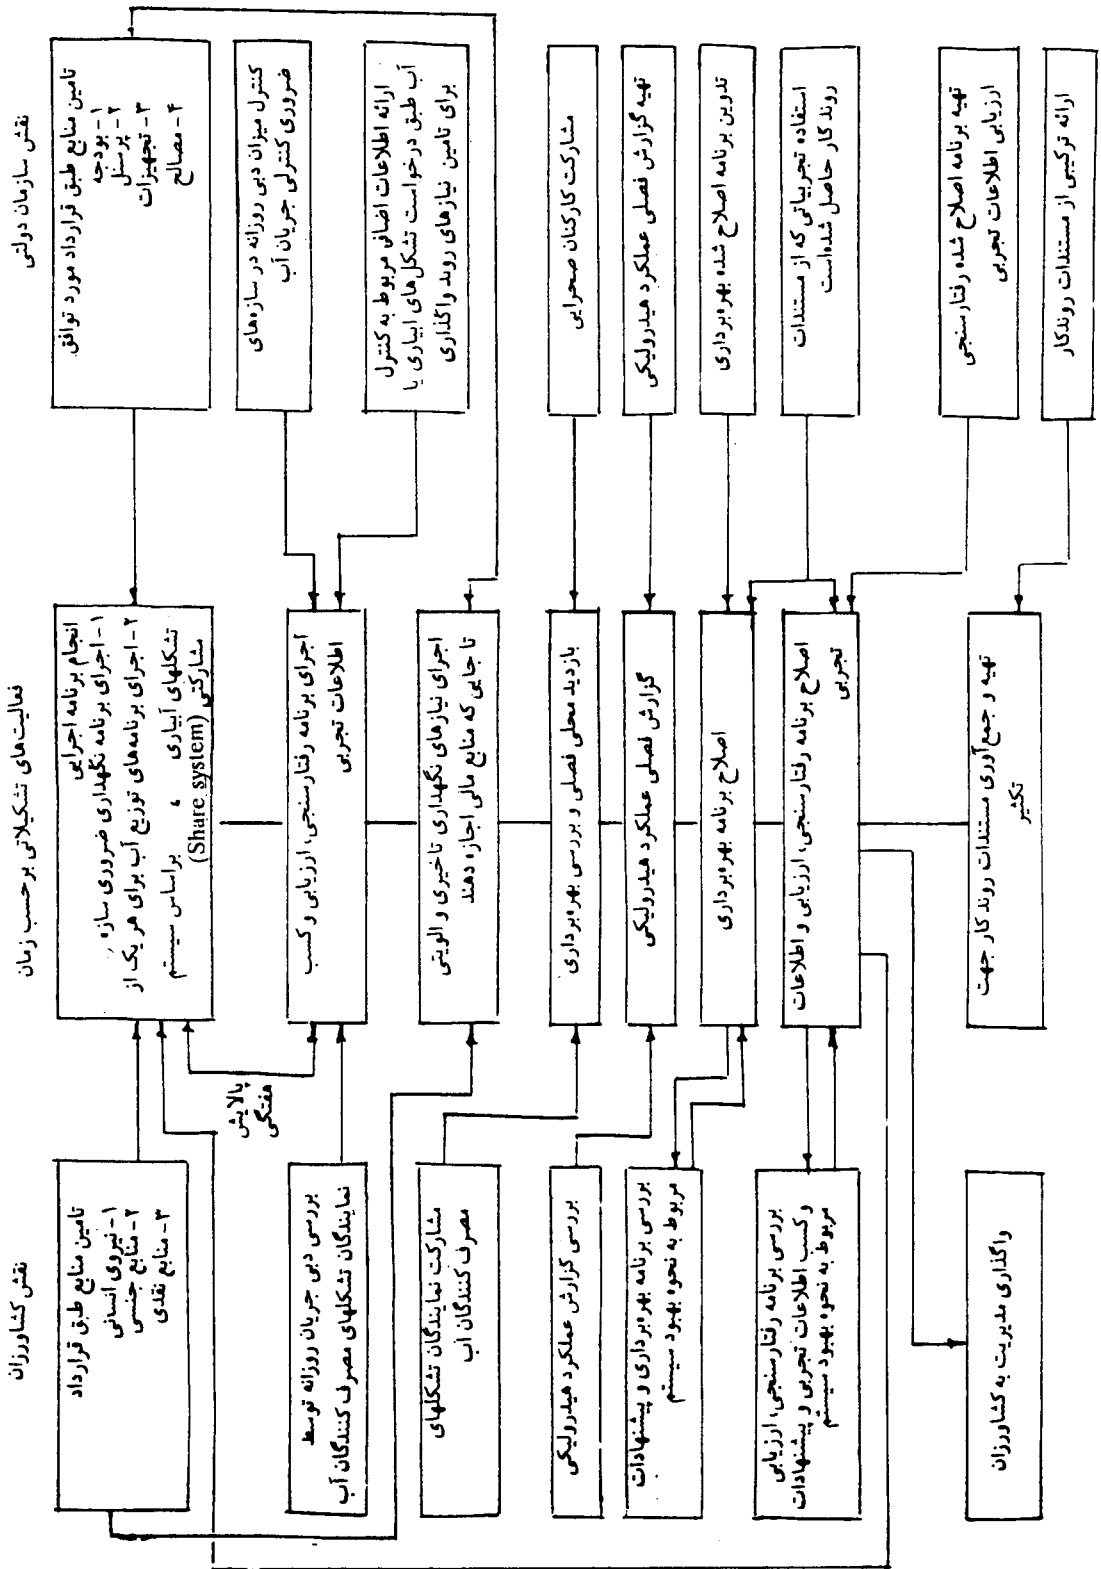 نقش سازمان دولتی
تامین منابع طبق قرارداد مورد توافق
۱- بودجه
۲- پرسنل
۳- تجهیزات
۴- مصالح
کنترل میزان دبی روزانه در سازه‌های
ضروری کنترلی جریان آب
ارائه اطلاعات اضافی مربوط به کنترل
آب طبق درخواست تشکل‌های ابیاری یا
برای تامین نیازهای روند واگذاری
مشارکت کارکنان صحرایی
تهیه گزارش فصلی عملکرد هیدرولیکی
تدوین برنامه اصلاح شده بهره‌برداری
استفاده تجربیاتی که از مستندات
روند کار حاصل شده‌است
تهیه برنامه اصلاح شده رفتارسنجی
ارزیابی اطلاعات تجربی
ارائه ترکیبی از مستندات روندکار
فعالیت‌های تشکیلاتی برحسب زمان
انجام برنامه اجرایی
۱- اجرای برنامه نگهداری ضروری سازه
۲- اجرای برنامه‌های توزیع آب برای هر یک از
تشکلهای آبیاری براساس سیستم
مشارکتی (Share system)
اجرای برنامه رفتارسنجی، ارزیابی و کسب
اطلاعات تجربی
اجرای نیازهای نگهداری تاخیری و الویتی
تا جایی که منابع مالی اجازه دهند
بازدید محلی فصلی و بررسی بهره‌برداری
گزارش فصلی عملکرد هیدرولیکی
اصلاح برنامه بهره‌برداری
اصلاح برنامه رفتارسنجی، ارزیابی و اطلاعات
تجربی
تهیه و جمع‌آوری مستندات روند کار جهت
تکثیر
پالایش
هفتگی
نقش کشاورزان
تامین منابع طبق قرارداد
۱- نیروی انسانی
۲- منابع جنسی
۳- منابع نقدی
بررسی دبی جریان روزانه توسط
نمایندگان تشکلهای مصرف کنندگان آب
مشارکت نمایندگان تشکلهای
مصرف کنندگان آب
بررسی گزارش عملکرد هیدرولیکی
بررسی برنامه بهره‌برداری و پیشنهادات
مربوط به نحوه بهبود سیستم
بررسی برنامه رفتارسنجی، ارزیابی
و کسب اطلاعات تجربی و پیشنهادات
مربوط به نحوه بهبود سیستم
واگذاری مدیریت به کشاورزان